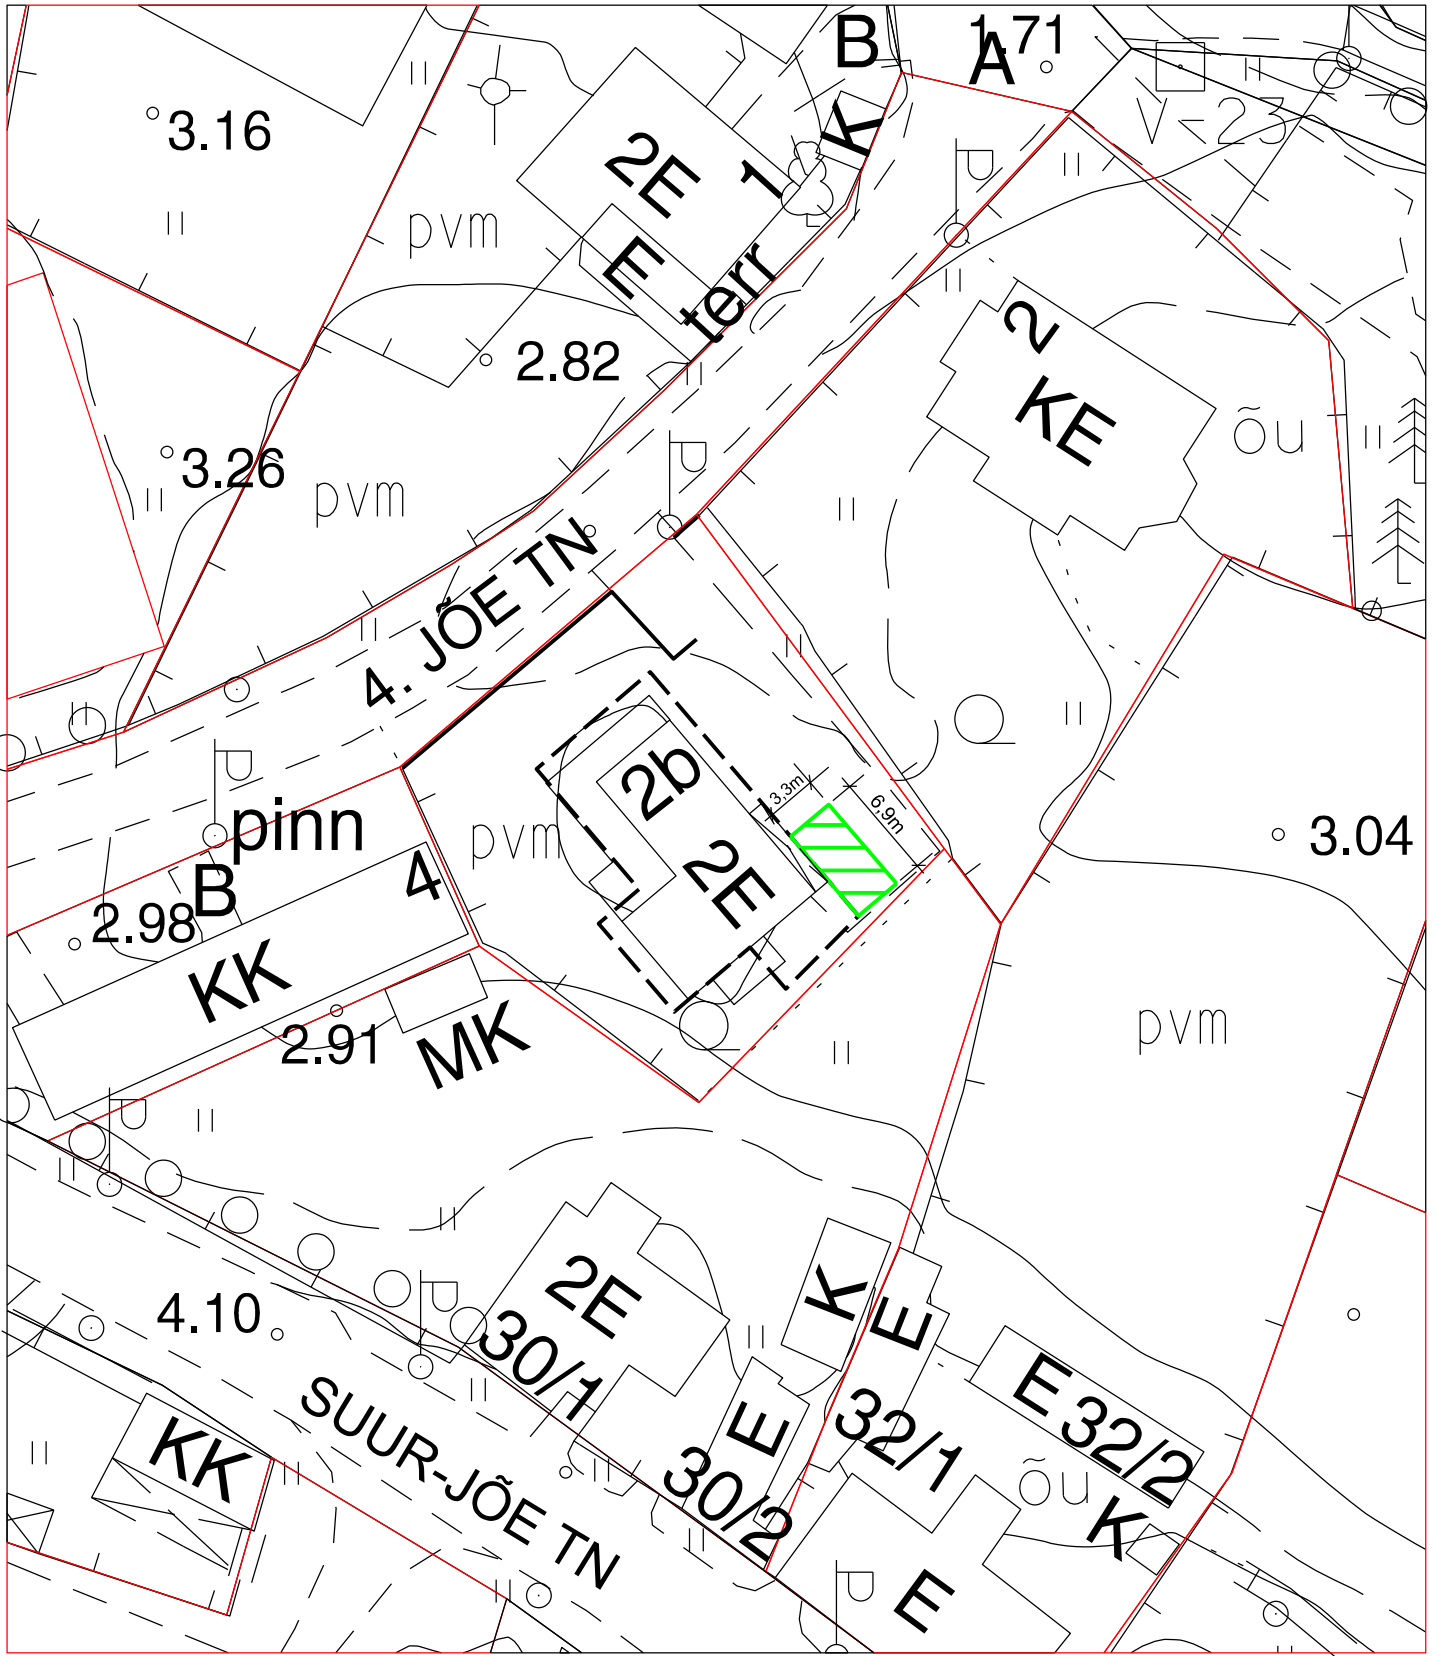 B
1.71
A
3.16
K
V<23
2E
1
P
pvm
E
terr
2
2.82
KE
õu
3.26
P
pvm
4. JÕE TN
P
2b
3,3m
6,9m
pinn
pvm
3.04
4
2E
B
2.98
KK
2.91
MK
pvm
P
2E
K
P
E
4.10
30/1
E
E
32/2
SUUR-JÕE TN
32/1
KK
30/2
õu
K
P
E